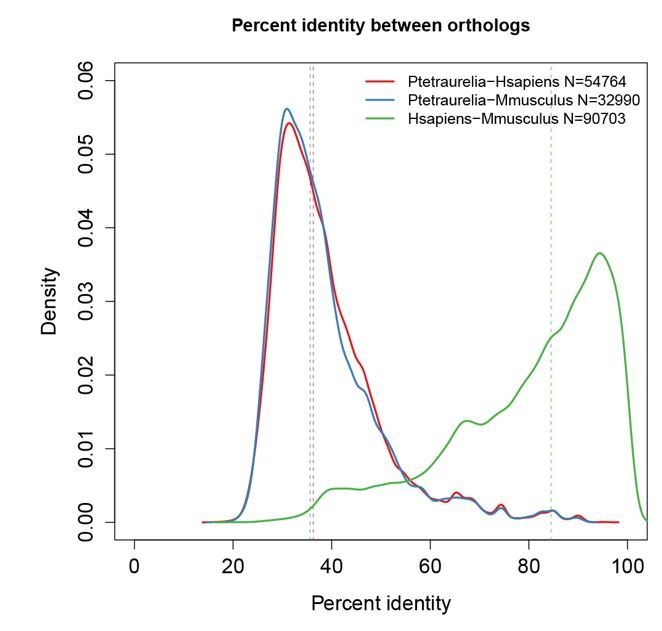 Percent identity between orthologs
Ptetraurelia−Hsapiens N=54764
Ptetraurelia−Mmusculus N=32990
Hsapiens−Mmusculus N=90703
Density
0.06
0.05
0.04
0.03
0.02
0.01
0.00
0 20 40 60 80 100
Percent identity